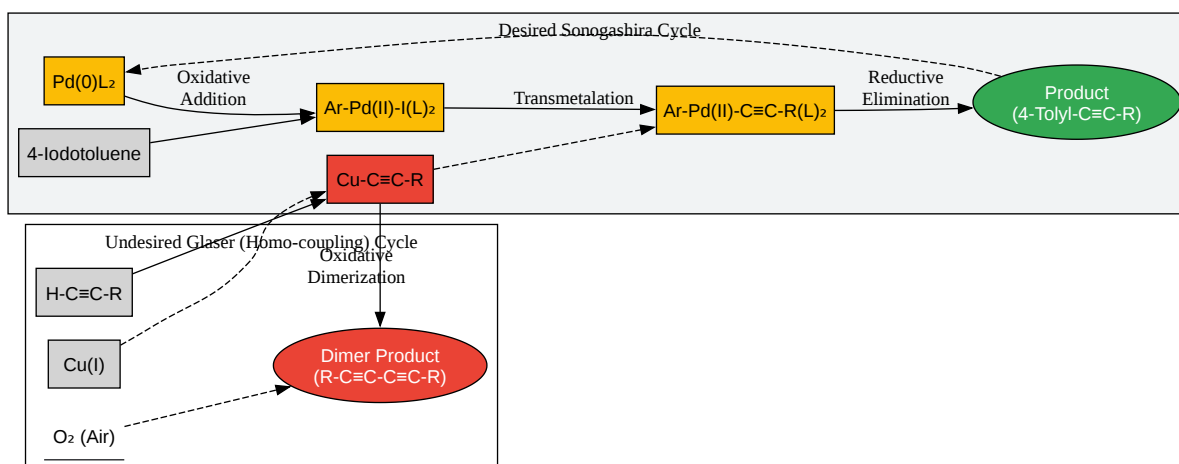 Desired Sonogashira Cycle
Pd(0)L₂
Oxidative
Addition
4-Iodotoluene
Ar-Pd(II)-I(L)₂
Transmetalation
Ar-Pd(II)-C≡C-R(L)₂
Reductive
Elimination
Product
(4-Tolyl-C≡C-R)
Cu-C≡C-R
Undesired Glaser (Homo-coupling) Cycle
Oxidative
Dimerization
H-C≡C-R
Cu(I)
Dimer Product
(R-C≡C-C≡C-R)
O₂ (Air)